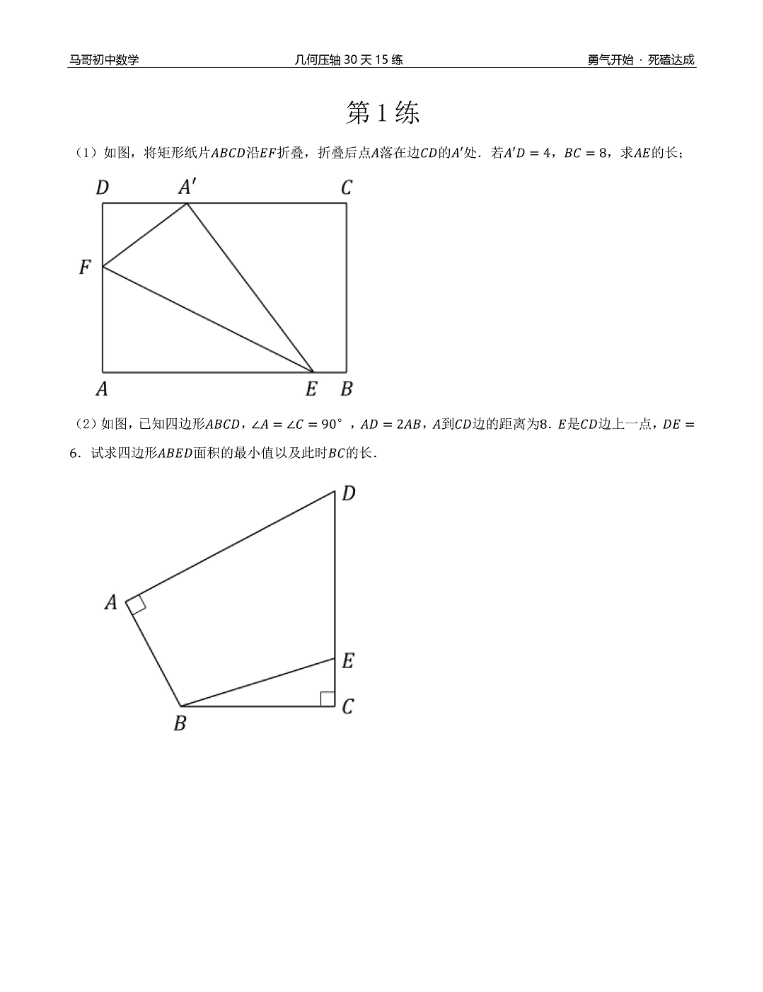 马哥初中数学 几何压轴 30 天 15 练 勇气开始 · 死磕达成
第 1 练
（1）如图，将矩形纸片ABCD沿EF折叠，折叠后点A落在边CD的A′处．若A′D = 4，BC = 8，求AE的长；
D A′ C
F
A E B
（2）如图，已知四边形ABCD，∠A = ∠C = 90°，AD = 2AB，A到CD边的距离为8．E是CD边上一点，DE =
6．试求四边形ABED面积的最小值以及此时BC的长．
D
A
E
C
B